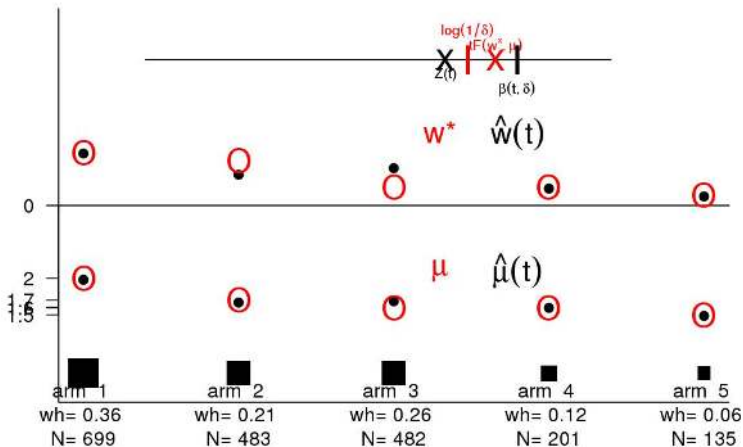 log(1/δ)
tF(w*, μ)
Z(t)
β(t, δ)
w* ŵ(t)
0
μ μ̂(t)
2
1.7
1.6
1.5
arm 1 arm 2 arm 3 arm 4 arm 5
wh= 0.36 wh= 0.21 wh= 0.26 wh= 0.12 wh= 0.06
N= 699 N= 483 N= 482 N= 201 N= 135